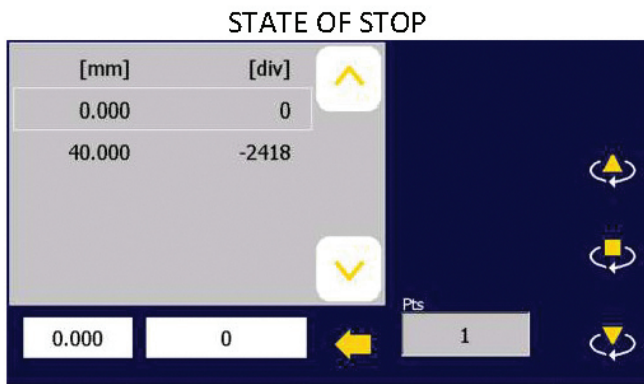 STATE OF STOP
[mm] [div]
0.000 0
40.000 -2418
Pts
0.000 0 1